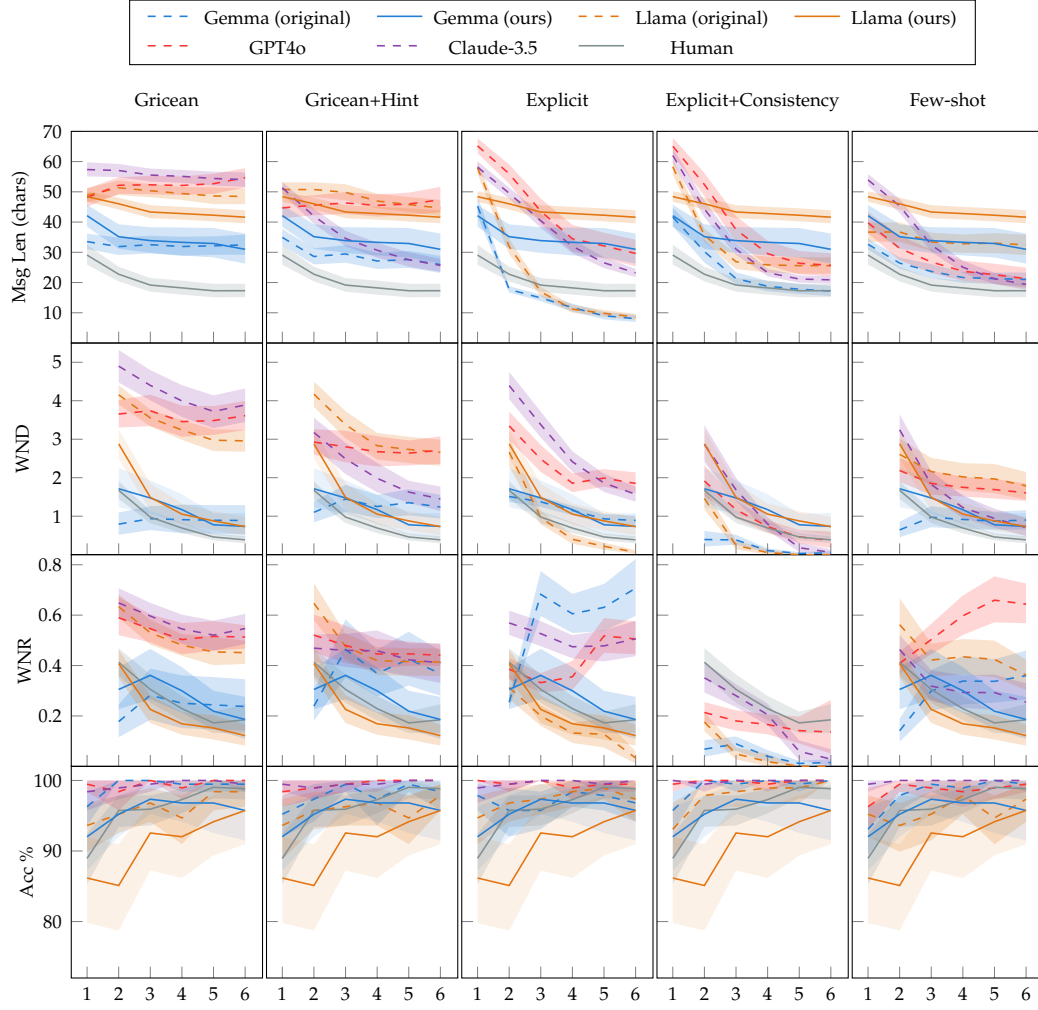 Gemma (original) Gemma (ours) Llama (original) Llama (ours)
GPT4o Claude-3.5 Human
Gricean Gricean+Hint Explicit Explicit+Consistency Few-shot
Msg Len (chars)
70
60
50
40
30
20
10
WND
5
4
3
2
1
WNR
0.8
0.6
0.4
0.2
Acc %
100
90
80
1 2 3 4 5 6 1 2 3 4 5 6 1 2 3 4 5 6 1 2 3 4 5 6 1 2 3 4 5 6